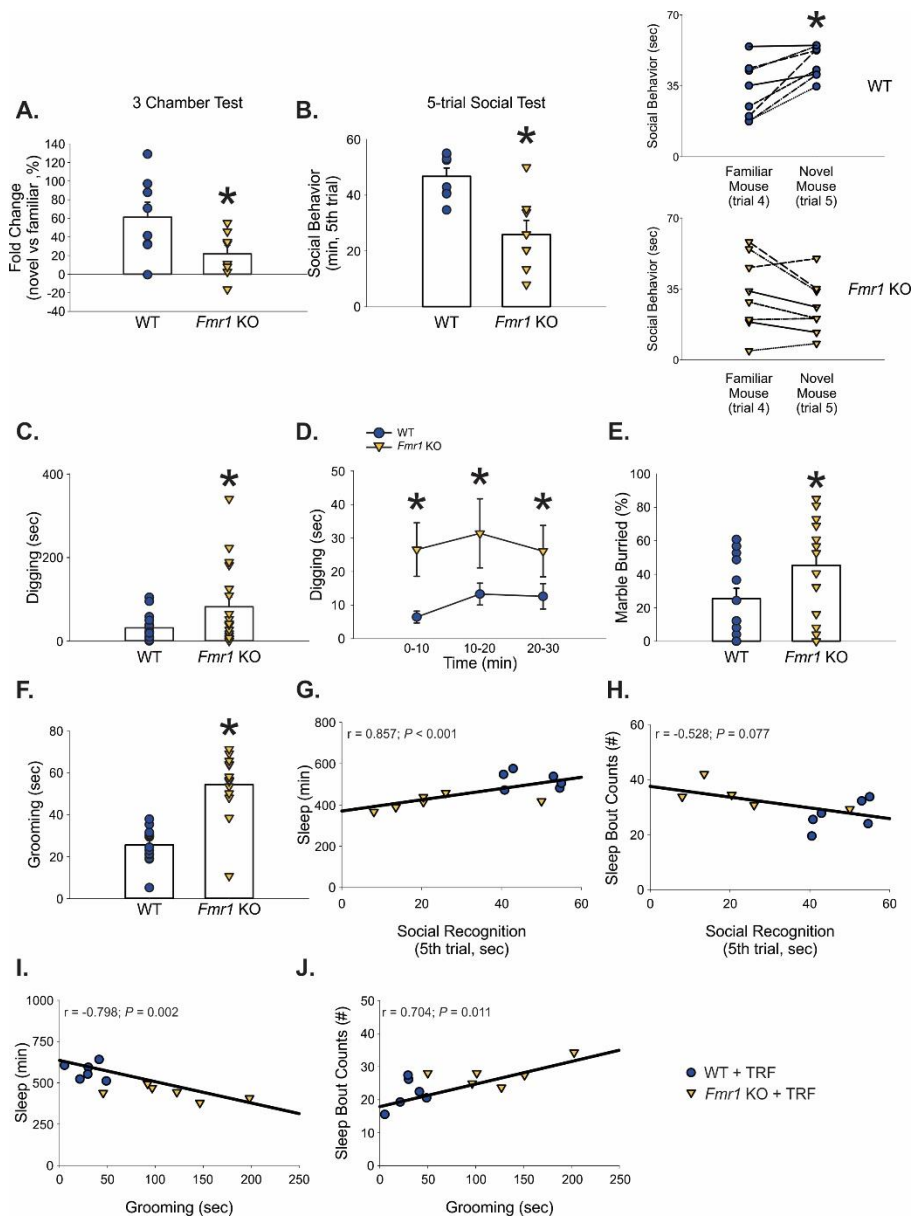 3 Chamber Test
5-trial Social Test
A.
Fold Change
(novel vs familiar ,%)
140
120
100
80
60
40
20
0
-20
-40
*
WT
Fmr1 KO
B.
Social Behavior
(min, 5th trial)
60
40
20
0
*
WT
Fmr1 KO
Social Behavior (sec)
70
35
0
*
WT
Familiar
Mouse
(trial 4)
Novel
Mouse
(trial 5)
Social Behavior (sec)
70
35
0
Fmr1 KO
Familiar
Mouse
(trial 4)
Novel
Mouse
(trial 5)
C.
Digging (sec)
400
200
0
*
WT
Fmr1 KO
D.
WT
Fmr1 KO
Digging (sec)
50
40
30
20
10
0
*
*
*
0-10
10-20
20-30
Time (min)
E.
Marble Burried (%)
100
80
60
40
20
0
*
WT
Fmr1 KO
F.
Grooming (sec)
80
60
40
20
0
*
WT
Fmr1 KO
G.
r = 0.857; P < 0.001
Sleep (min)
800
600
400
200
0
0
20
40
60
Social Recognition
(5th trial, sec)
H.
r = -0.528; P = 0.077
Sleep Bout Counts (#)
60
40
20
0
0
20
40
60
Social Recognition
(5th trial, sec)
I.
r = -0.798; P = 0.002
Sleep (min)
1000
750
500
250
0
0
50
100
150
200
250
Grooming (sec)
J.
r = 0.704; P = 0.011
Sleep Bout Counts (#)
50
40
30
20
10
0
0
50
100
150
200
250
Grooming (sec)
WT + TRF
Fmr1 KO + TRF